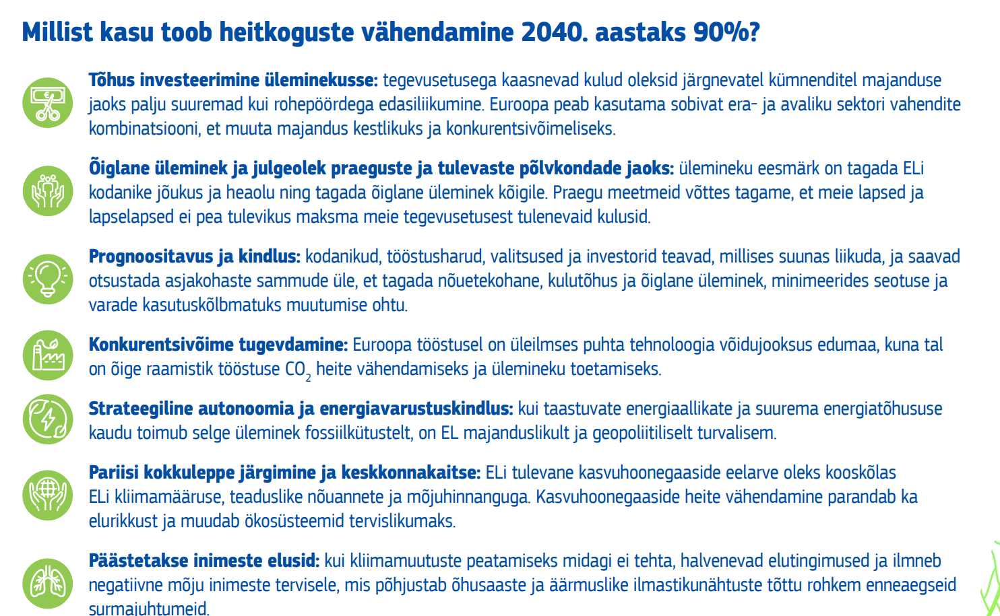 Millist kasu toob heitkoguste vähendamine 2040. aastaks 90%?
Tõhus investeerimine üleminekusse: tegevusetusega kaasnevad kulud oleksid järgnevatel kümnenditel majanduse
jaoks palju suuremad kui rohepöördega edasiliikumine. Euroopa peab kasutama sobivat era- ja avaliku sektori vahendite
kombinatsiooni, et muuta majandus kestlikuks ja konkurentsivõimeliseks.
Õiglane üleminek ja julgeolek praeguste ja tulevaste põlvkondade jaoks: ülemineku eesmärk on tagada ELi
kodanike jõukus ja heaolu ning tagada õiglane üleminek kõigile. Praegu meetmeid võttes tagame, et meie lapsed ja
lapselapsed ei pea tulevikus maksma meie tegevusetusest tulenevaid kulusid.
Prognoositavus ja kindlus: kodanikud, tööstusharud, valitsused ja investorid teavad, millises suunas liikuda, ja saavad
otsustada asjakohaste sammude üle, et tagada nõuetekohane, kulutõhus ja õiglane üleminek, minimeerides seotuse ja
varade kasutuskõlbmatuks muutumise ohtu.
Konkurentsivõime tugevdamine: Euroopa tööstusel on üleilmses puhta tehnoloogia võidujooksus edumaa, kuna tal
on õige raamistik tööstuse CO₂ heite vähendamiseks ja ülemineku toetamiseks.
Strateegiline autonoomia ja energiavarustuskindlus: kui taastuvate energiaallikate ja suurema energiatõhususe
kaudu toimub selge üleminek fossiilkütustelt, on EL majanduslikult ja geopoliitiliselt turvalisem.
Pariisi kokkuleppe järgimine ja keskkonnakaitse: ELi tulevane kasvuhoonegaaside eelarve oleks kooskõlas
ELi kliimamääruse, teaduslike nõuannete ja mõjuhinnanguga. Kasvuhoonegaaside heite vähendamine parandab ka
elurikkust ja muudab ökosüsteemid tervislikumaks.
Päästetakse inimeste elusid: kui kliimamuutuste peatamiseks midagi ei tehta, halvenevad elutingimused ja ilmneb
negatiivne mõju inimeste tervisele, mis põhjustab õhusaaste ja äärmuslike ilmastikunähtuste tõttu rohkem enneaegseid
surmajuhtumeid.